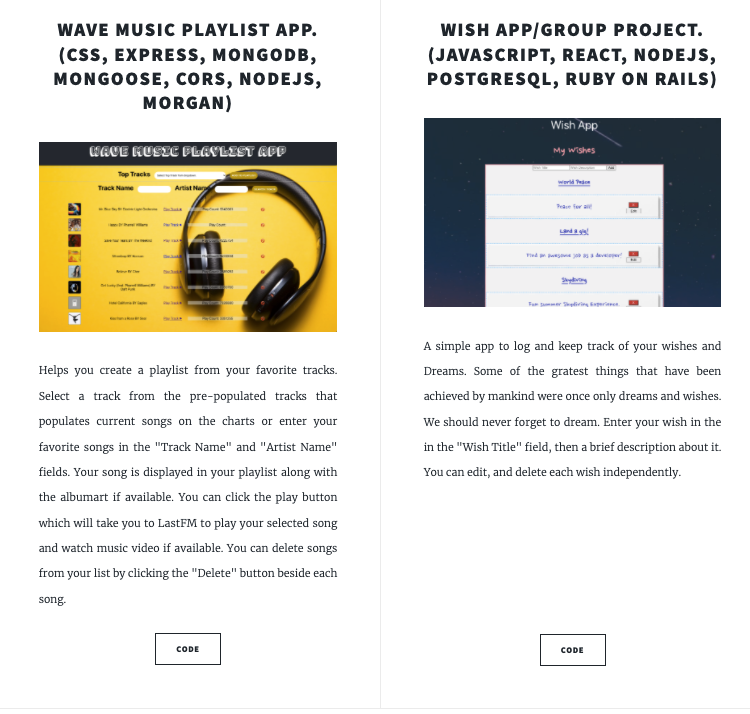 WAVE MUSIC PLAYLIST APP.
(CSS, EXPRESS, MONGODB,
MONGOOSE, CORS, NODEJS,
MORGAN)
WAVE MUSIC PLAYLIST APP
Top Tracks
Track Name Artist Name
Helps you create a playlist from your favorite tracks.
Select a track from the pre-populated tracks that
populates current songs on the charts or enter your
favorite songs in the "Track Name" and "Artist Name"
fields. Your song is displayed in your playlist along with
the albumart if available. You can click the play button
which will take you to LastFM to play your selected song
and watch music video if available. You can delete songs
from your list by clicking the "Delete" button beside each
song.
CODE
WISH APP/GROUP PROJECT.
(JAVASCRIPT, REACT, NODEJS,
POSTGRESQL, RUBY ON RAILS)
Wish App
My Wishes
World Peace
Peace for all!
Land a gig!
Find an awesome job as a developer!
Skydiving
Fun summer Skydiving Experience.
A simple app to log and keep track of your wishes and
Dreams. Some of the gratest things that have been
achieved by mankind were once only dreams and wishes.
We should never forget to dream. Enter your wish in the
in the "Wish Title" field, then a brief description about it.
You can edit, and delete each wish independently.
CODE